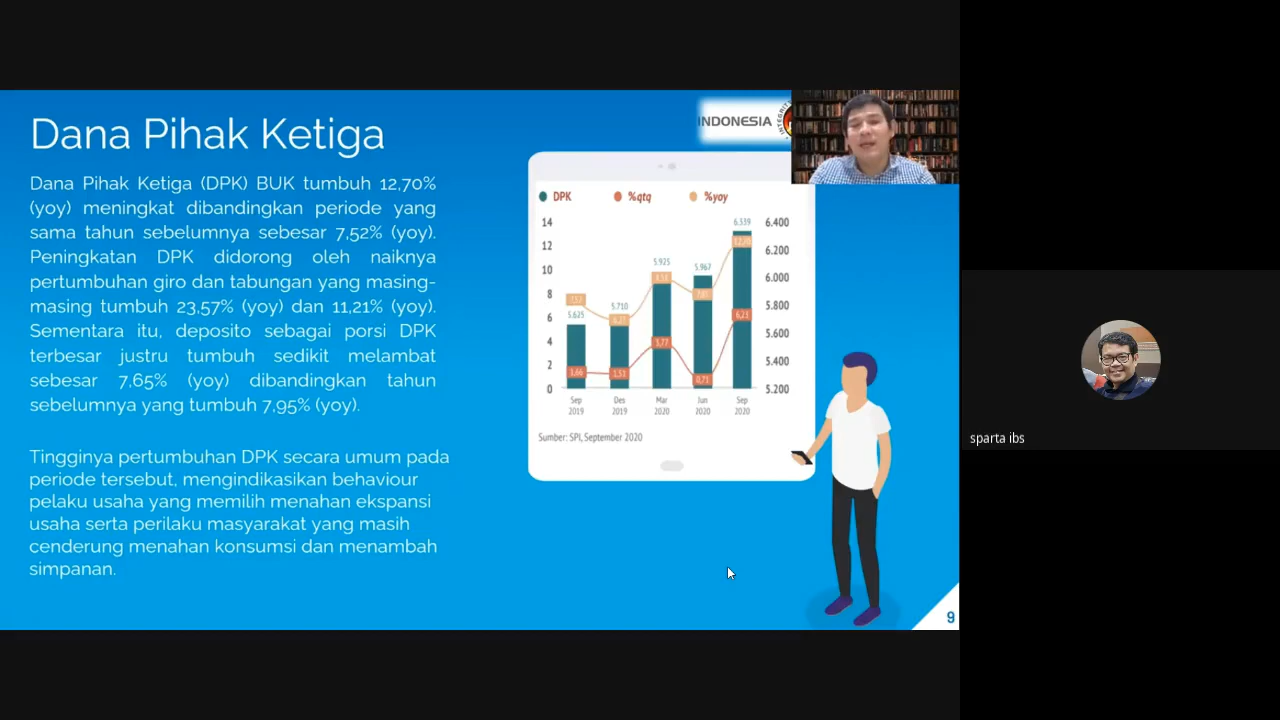 Dana Pihak Ketiga
Dana Pihak Ketiga (DPK) BUK tumbuh 12,70%
(yoy) meningkat dibandingkan periode yang
sama tahun sebelumnya sebesar 7,52% (yoy).
Peningkatan DPK didorong oleh naiknya
pertumbuhan giro dan tabungan yang masing-
masing tumbuh 23,57% (yoy) dan 11,21% (yoy).
Sementara itu, deposito sebagai porsi DPK
terbesar justru tumbuh sedikit melambat
sebesar 7,65% (yoy) dibandingkan tahun
sebelumnya yang tumbuh 7,95% (yoy).
Tingginya pertumbuhan DPK secara umum pada
periode tersebut, mengindikasikan behaviour
pelaku usaha yang memilih menahan ekspansi
usaha serta perilaku masyarakat yang masih
cenderung menahan konsumsi dan menambah
simpanan.
INDONESIA
DPK %qtq %yoy
14
12
10
8
6
4
2
0
5.625
5.710
5.925
5.967
6.339
12,70
3,77
6,23
0,71
6.400
6.200
6.000
5.800
5.600
5.400
5.200
Sep 2019
Des 2019
Mar 2020
Jun 2020
Sep 2020
Sumber: SPI, September 2020
9
sparta ibs